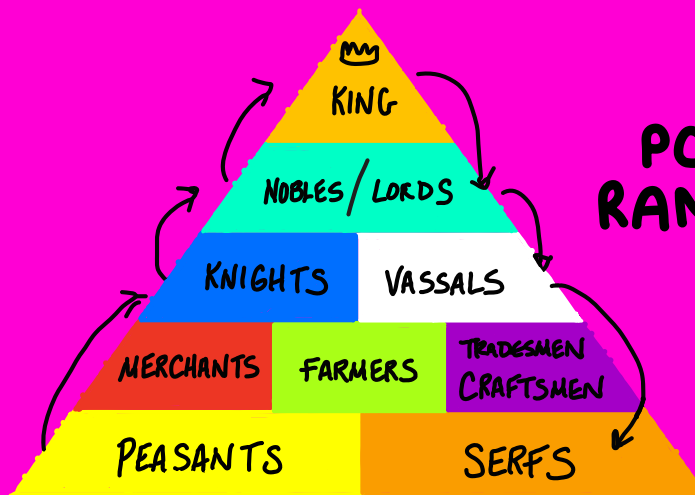 KING
NOBLES/LORDS
KNIGHTS VASSALS
MERCHANTS FARMERS TRADESMEN
CRAFTSMEN
PEASANTS SERFS